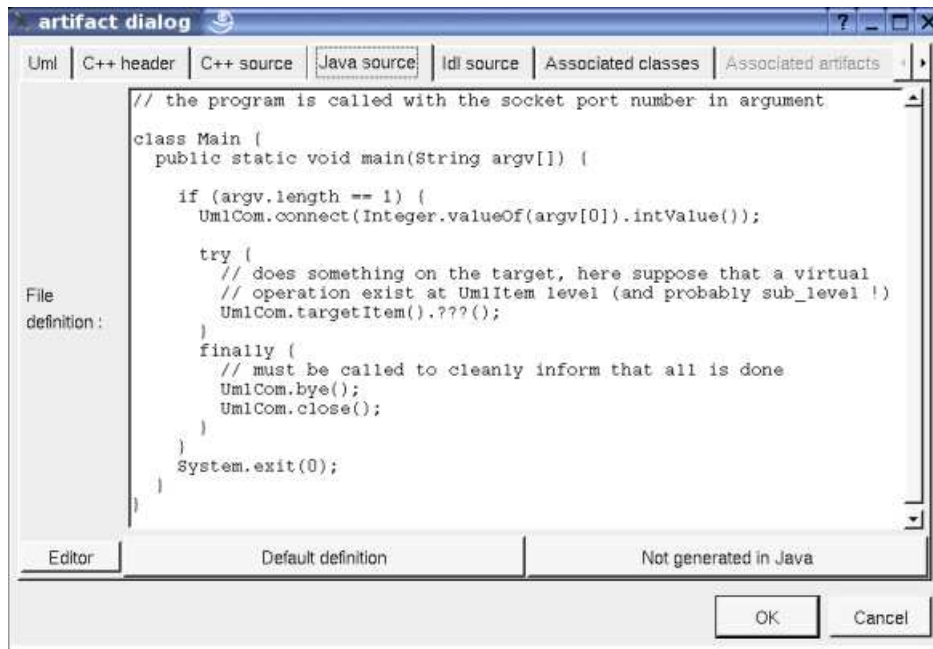 artifact dialog
? _ □ X
Uml C++ header C++ source Java source Idl source Associated classes Associated artifacts
// the program is called with the socket port number in argument
class Main {
public static void main(String argv[]) {
if (argv.length == 1) {
UmlCom.connect(Integer.valueOf(argv[0]).intValue());
try {
// does something on the target, here suppose that a virtual
// operation exist at UmlItem level (and probably sub_level !)
UmlCom.targetItem().???();
}
finally {
// must be called to cleanly inform that all is done
UmlCom.bye();
UmlCom.close();
}
}
System.exit(0);
}
}
File
definition :
Editor Default definition Not generated in Java
OK Cancel